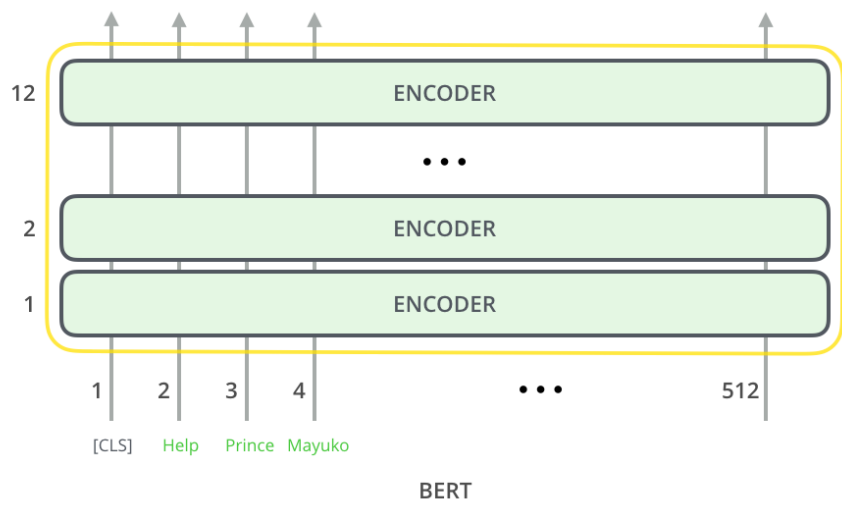 12 ENCODER
...
2 ENCODER
1 ENCODER
1 2 3 4 ... 512
[CLS] Help Prince Mayuko
BERT